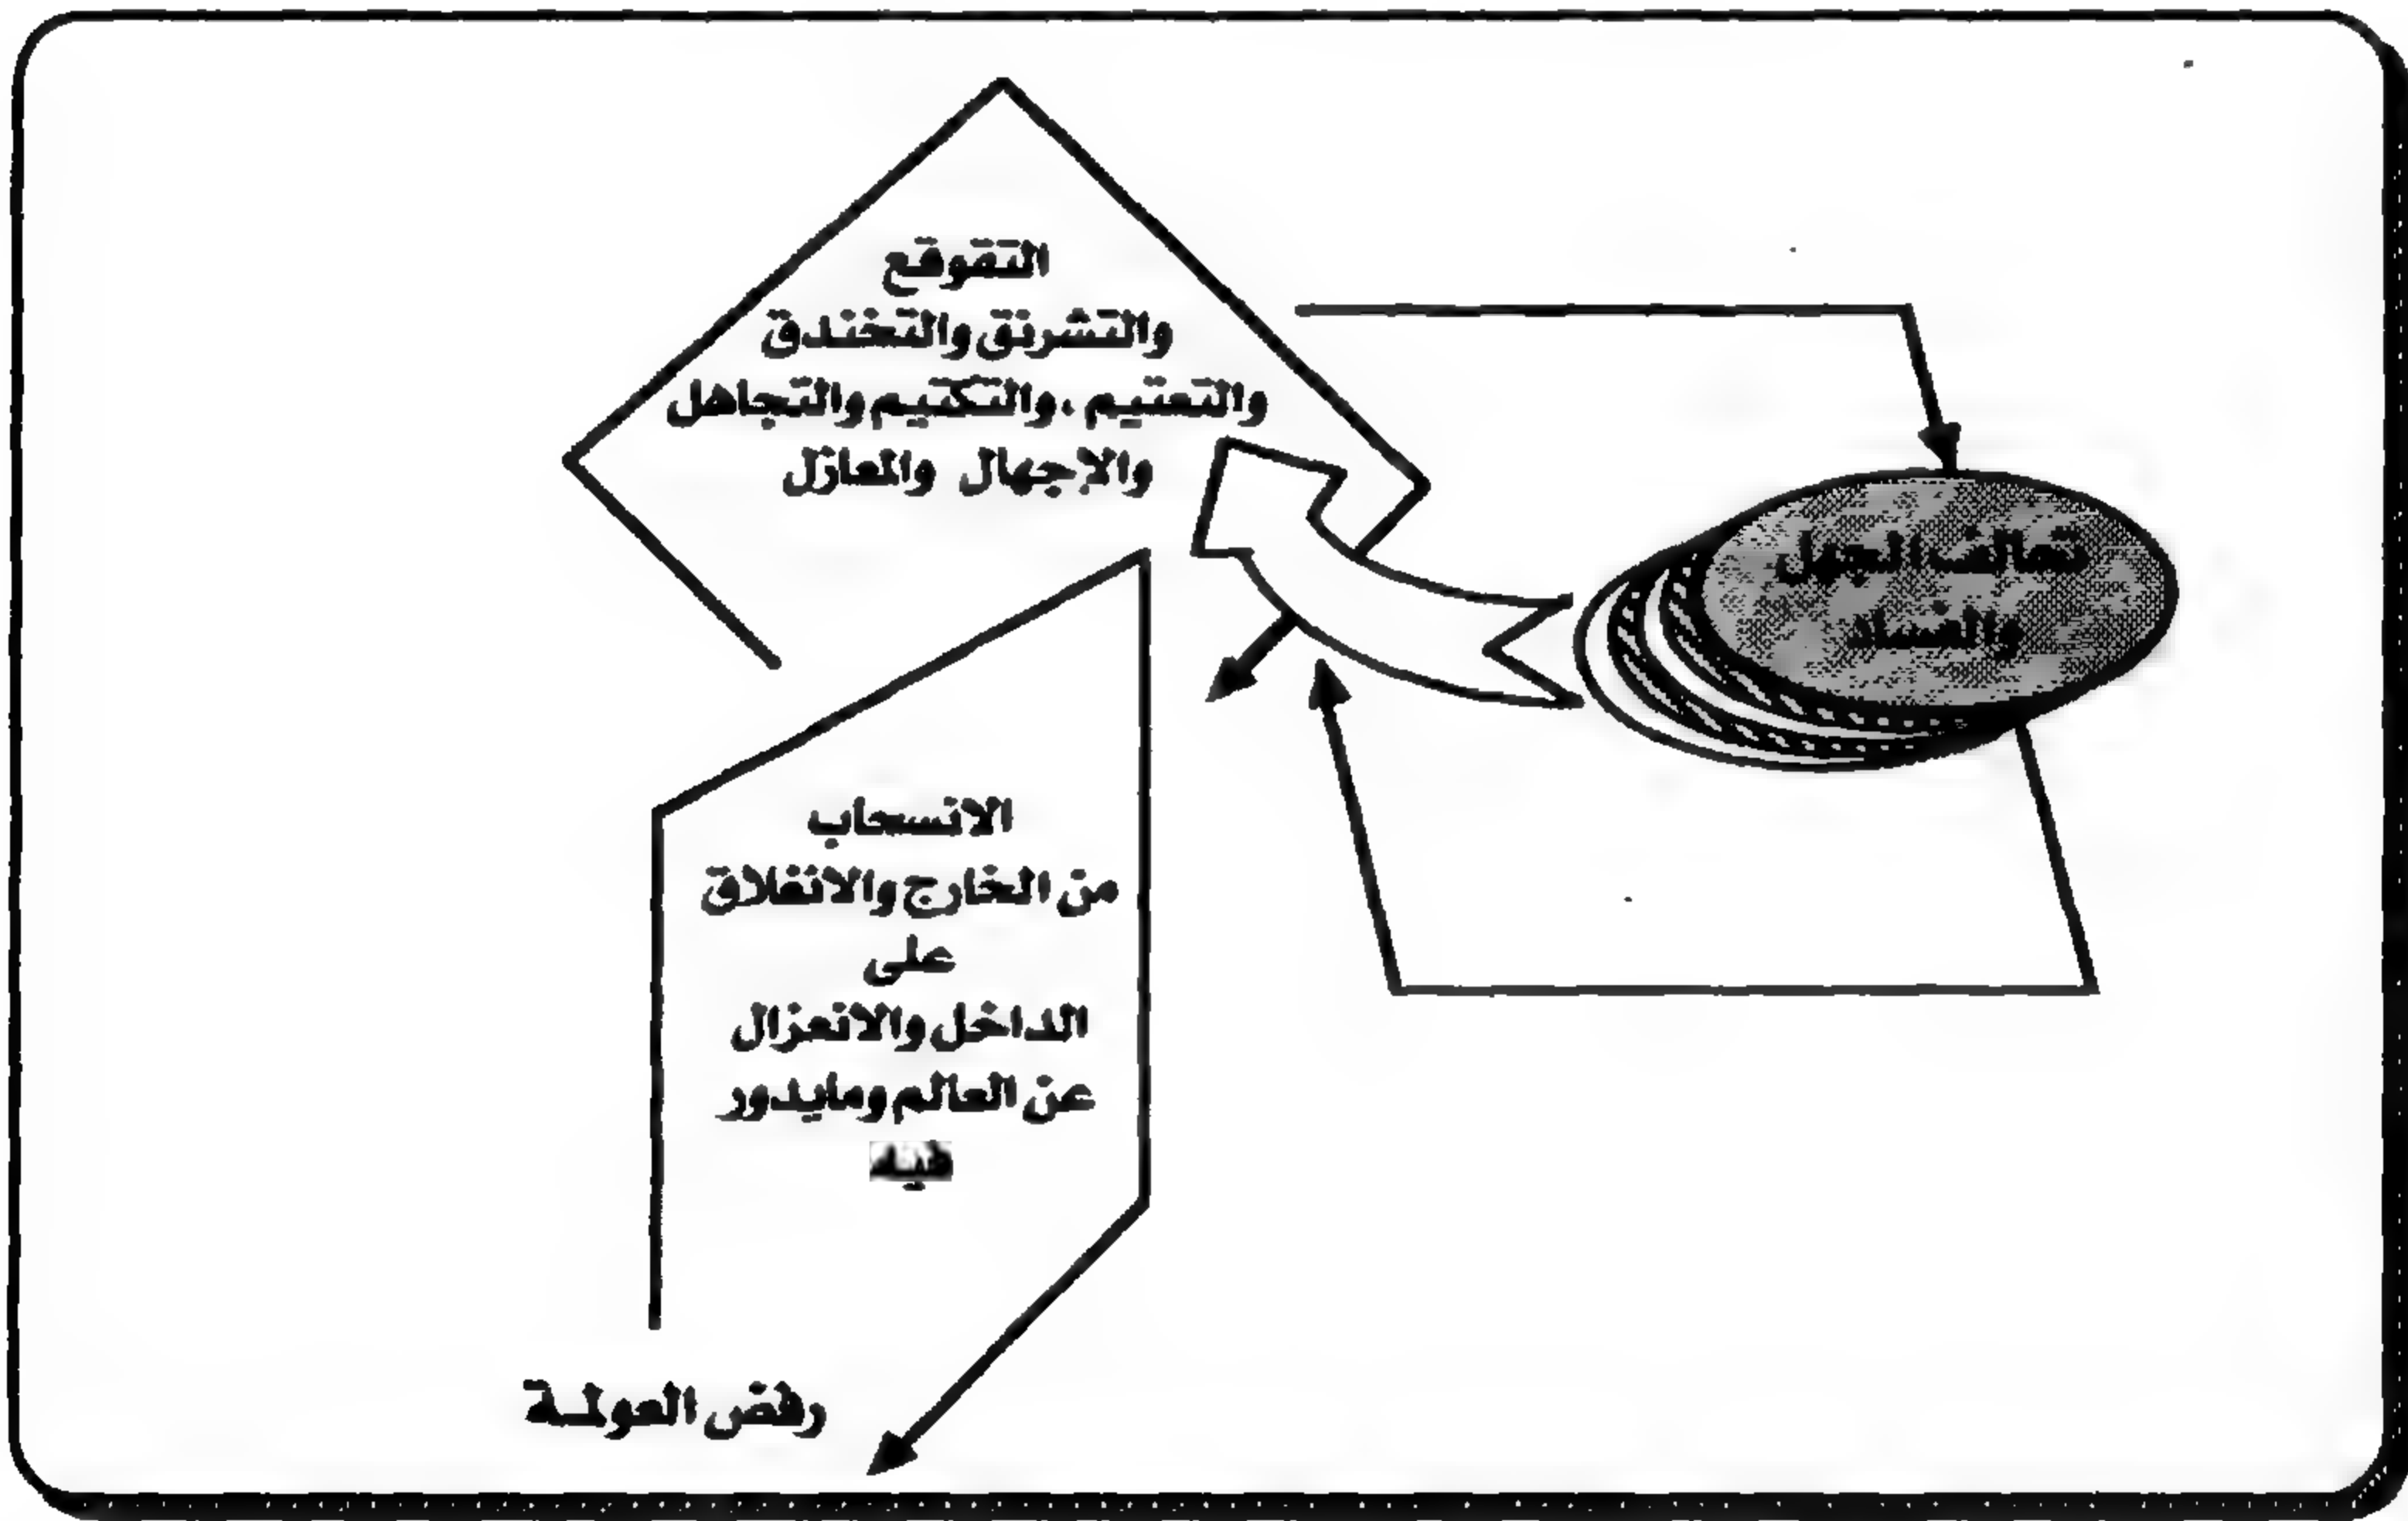 تحالف الجهل
والفساد
التقوقع
والتشرنق والتخندق
والتعتيم ، والتكتيم والتجاهل
والإجهال والمعازل
الانسحاب
من الخارج والانغلاق
على
الداخل والانعزال
عن العالم ومايدور
فيه
رفض العولمة